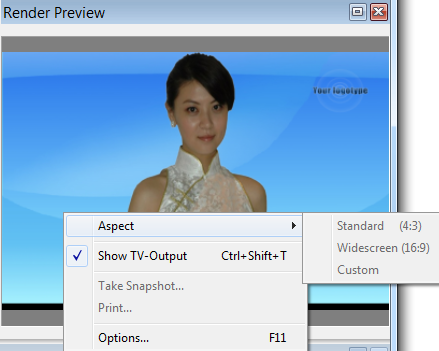 Render Preview
Your logotype
Aspect
Standard (4:3)
Widescreen (16:9)
Custom
Show TV-Output Ctrl+Shift+T
Take Snapshot...
Print...
Options... F11